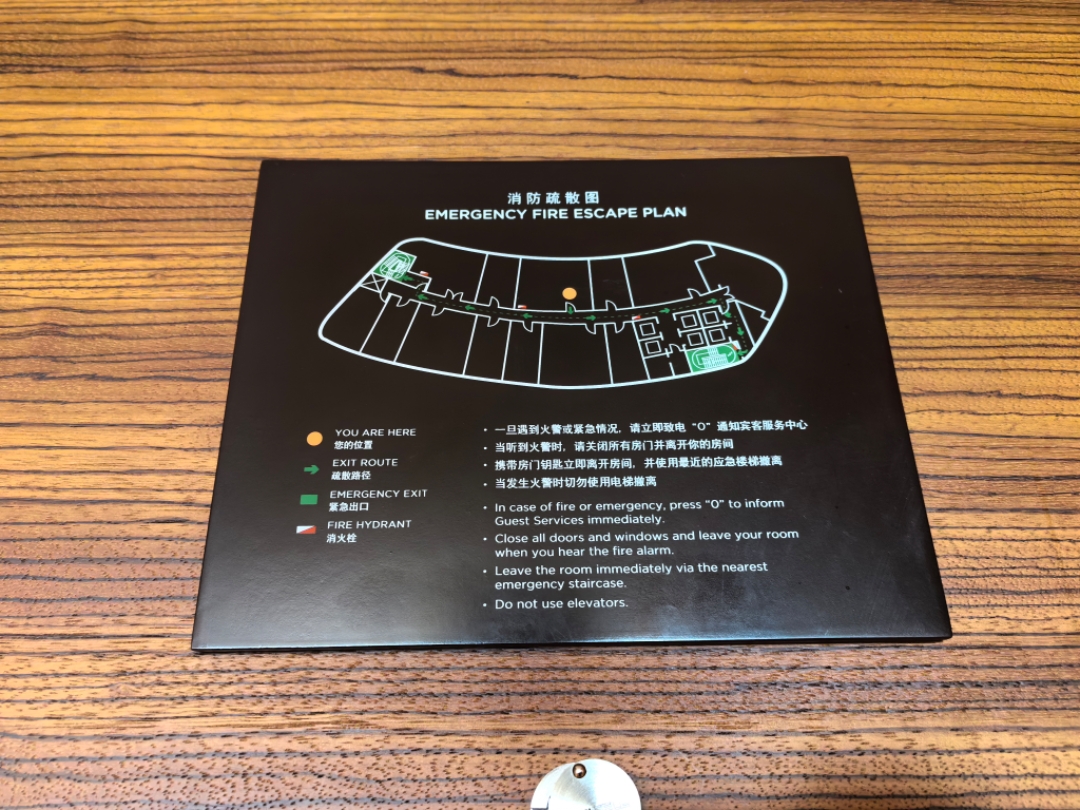 消防疏散图
EMERGENCY FIRE ESCAPE PLAN
YOU ARE HERE
您的位置
EXIT ROUTE
疏散路径
EMERGENCY EXIT
紧急出口
FIRE HYDRANT
消火栓
· 一旦遇到火警或紧急情况，请立即致电“0”通知宾客服务中心
· 当听到火警时，请关闭所有房门并离开你的房间
· 携带房门钥匙立即离开房间，并使用最近的应急楼梯撤离
· 当发生火警时切勿使用电梯撤离
· In case of fire or emergency, press “0” to inform
Guest Services immediately.
· Close all doors and windows and leave your room
when you hear the fire alarm.
· Leave the room immediately via the nearest
emergency staircase.
· Do not use elevators.